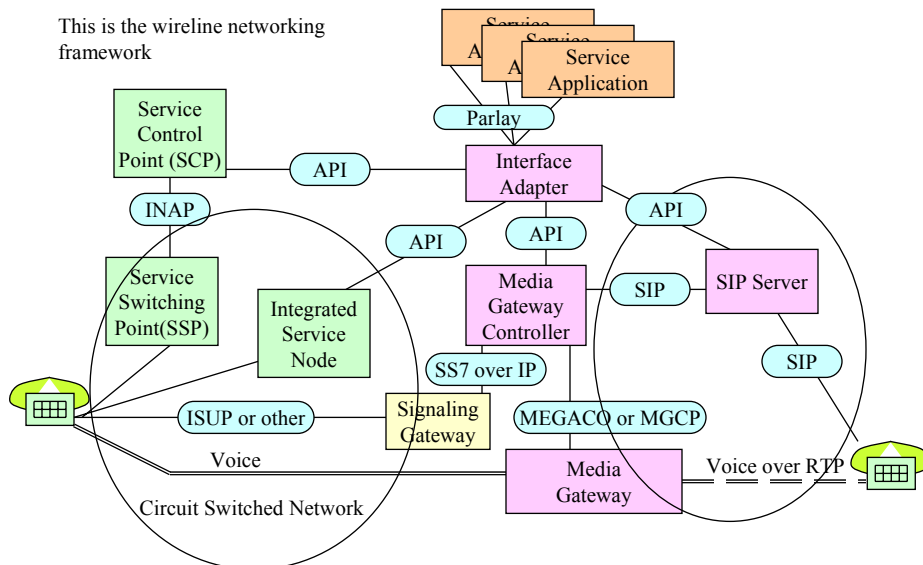 This is the wireline networking
framework
Service
A
Service
A
Service
Application
Parlay
Service
Control
Point (SCP)
API
Interface
Adapter
INAP
API
API
API
Service
Switching
Point(SSP)
Integrated
Service
Node
Media
Gateway
Controller
SIP
SIP Server
SS7 over IP
SIP
ISUP or other
Signaling
Gateway
MEGACO or MGCP
Voice
Media
Gateway
Voice over RTP
Circuit Switched Network